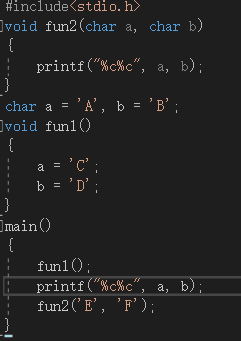 #include<stdio.h>
void fun2(char a, char b)
{
printf("%c%c", a, b);
}
char a = 'A', b = 'B';
void fun1()
{
a = 'C';
b = 'D';
}
main()
{
fun1();
printf("%c%c", a, b);
fun2('E', 'F');
}